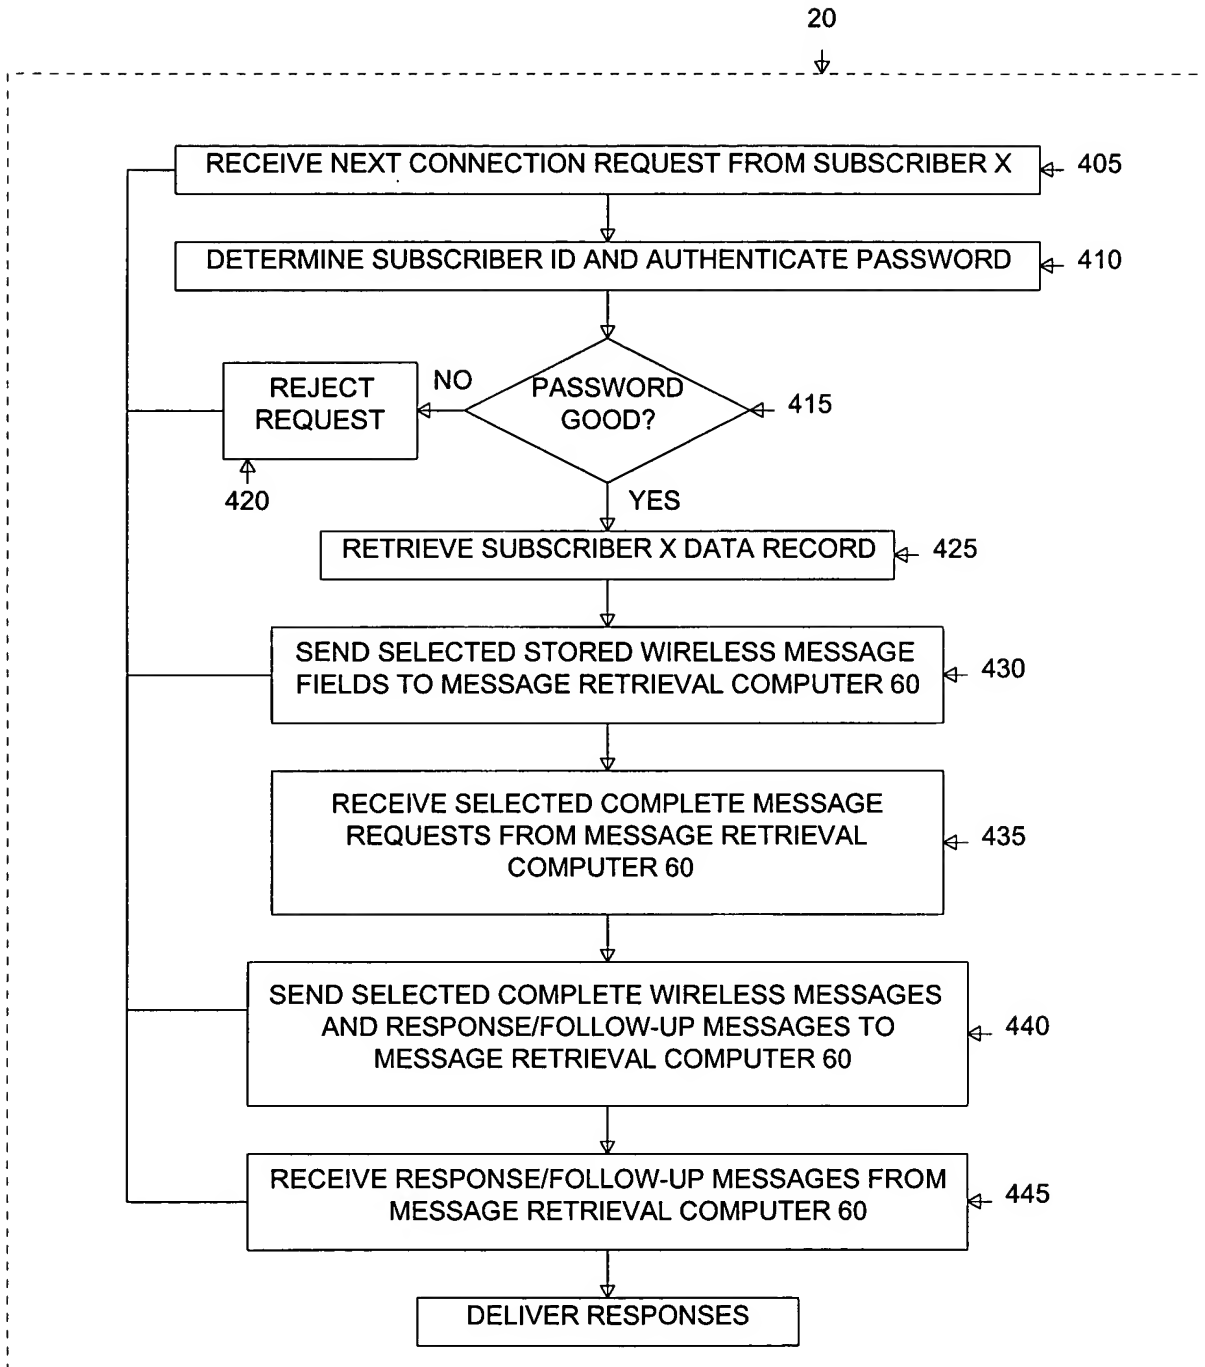 20
RECEIVE NEXT CONNECTION REQUEST FROM SUBSCRIBER X
405
DETERMINE SUBSCRIBER ID AND AUTHENTICATE PASSWORD
410
REJECT
REQUEST
NO
PASSWORD
GOOD?
415
420
YES
RETRIEVE SUBSCRIBER X DATA RECORD
425
SEND SELECTED STORED WIRELESS MESSAGE
FIELDS TO MESSAGE RETRIEVAL COMPUTER 60
430
RECEIVE SELECTED COMPLETE MESSAGE
REQUESTS FROM MESSAGE RETRIEVAL
COMPUTER 60
435
SEND SELECTED COMPLETE WIRELESS MESSAGES
AND RESPONSE/FOLLOW-UP MESSAGES TO
MESSAGE RETRIEVAL COMPUTER 60
440
RECEIVE RESPONSE/FOLLOW-UP MESSAGES FROM
MESSAGE RETRIEVAL COMPUTER 60
445
DELIVER RESPONSES